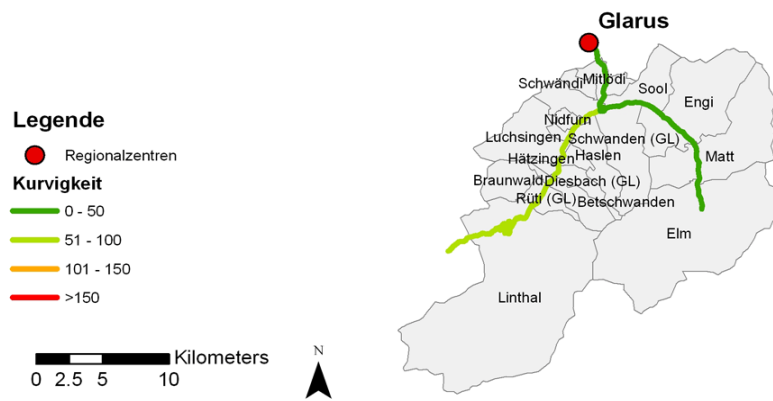 Glarus
Mitlödi
Schwändi
Sool
Engi
Legende
Nidfurn
Luchsingen
Schwanden (GL)
Regionalzentren
Hätzingen
Haslen
Matt
Kurvigkeit
Braunwald
Diesbach (GL)
Rüti (GL)
Betschwanden
0 - 50
51 - 100
Elm
101 - 150
>150
Linthal
Kilometers
0 2.5 5 10
N